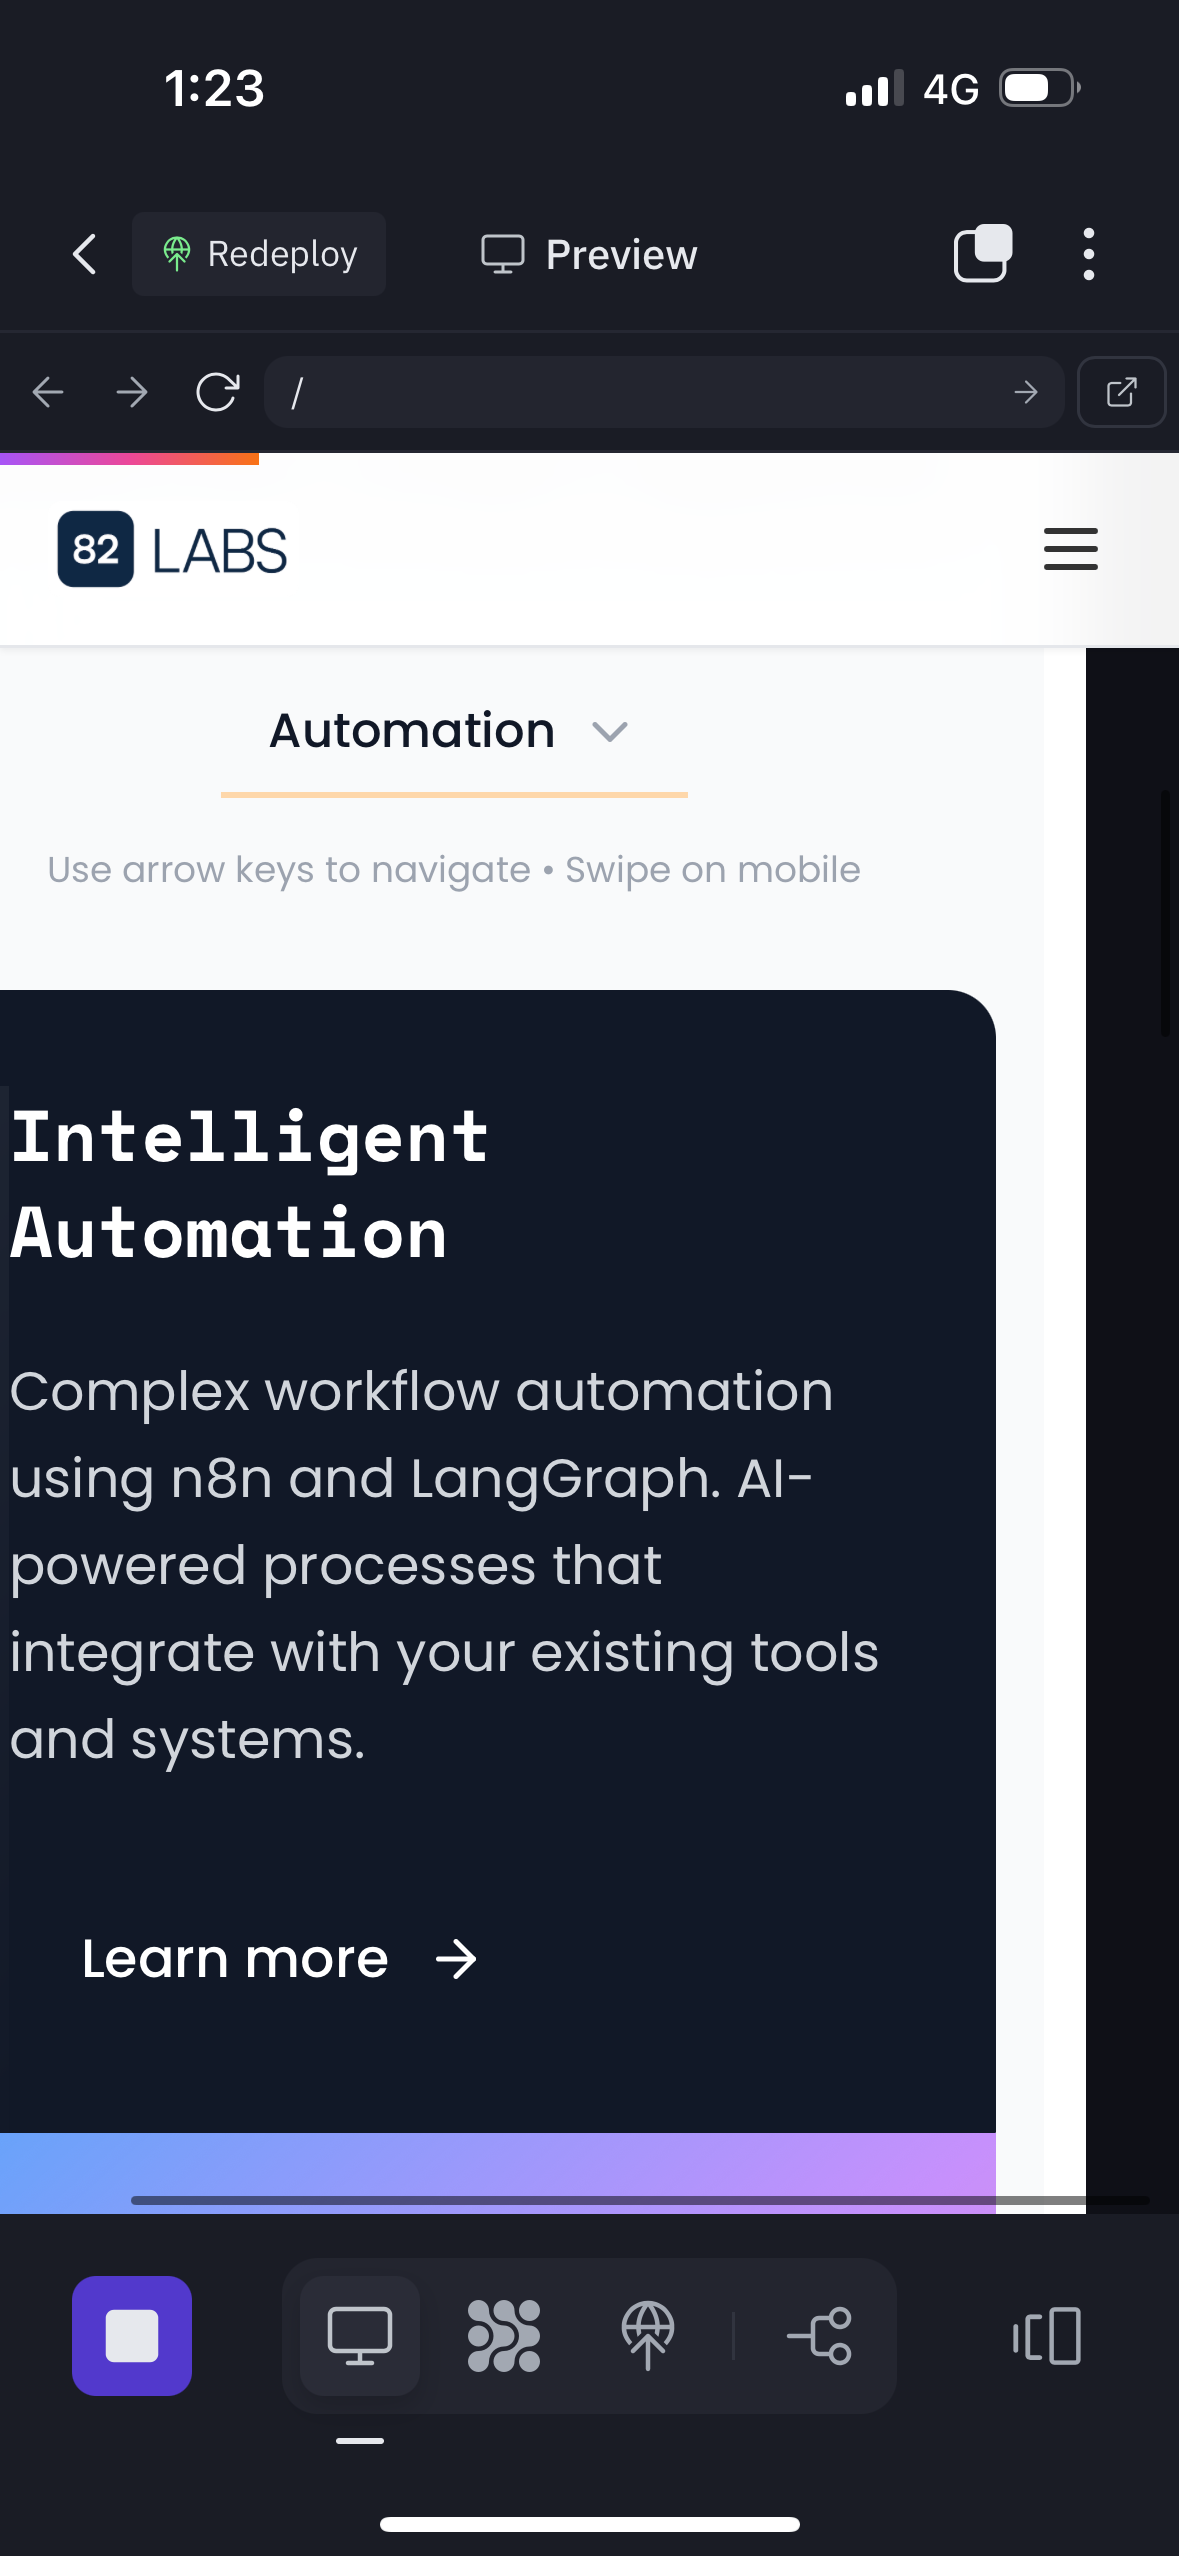 1:23
4G
Redeploy
Preview
/
82 LABS
Automation
Use arrow keys to navigate • Swipe on mobile
Intelligent
Automation
Complex workflow automation
using n8n and LangGraph. AI-
powered processes that
integrate with your existing tools
and systems.
Learn more →